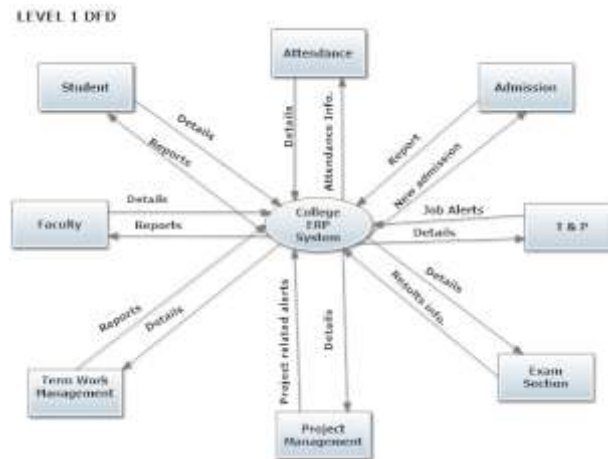 LEVEL 1 DFD
Attendance
Student
Admission
Details
Reports
Details
Attendance Info.
Report
New admission
Faculty
Details
Reports
College
ERP
System
Job Alerts
Details
T & P
Reports
Details
Project related alerts
Details
Details
Results info.
Term Work
Management
Project
Management
Exam
Section